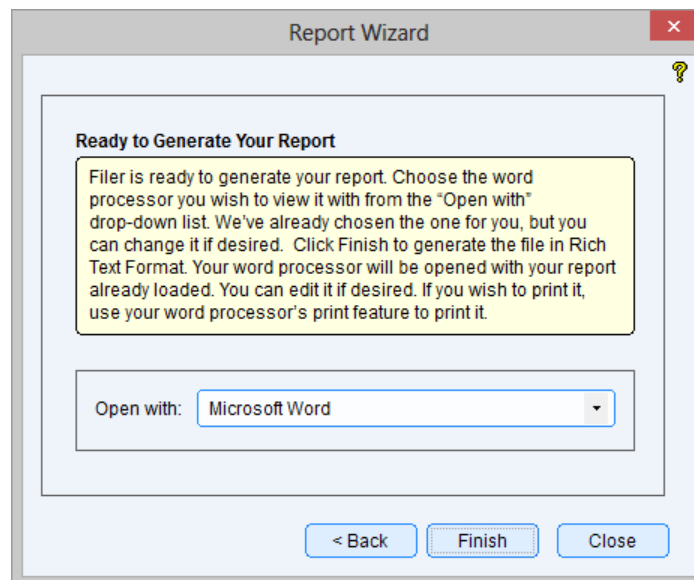 Report Wizard
Ready to Generate Your Report
Filer is ready to generate your report. Choose the word
processor you wish to view it with from the “Open with”
drop-down list. We’ve already chosen the one for you, but you
can change it if desired.  Click Finish to generate the file in Rich
Text Format. Your word processor will be opened with your report
already loaded. You can edit it if desired. If you wish to print it,
use your word processor’s print feature to print it.
Open with: Microsoft Word
< Back Finish Close